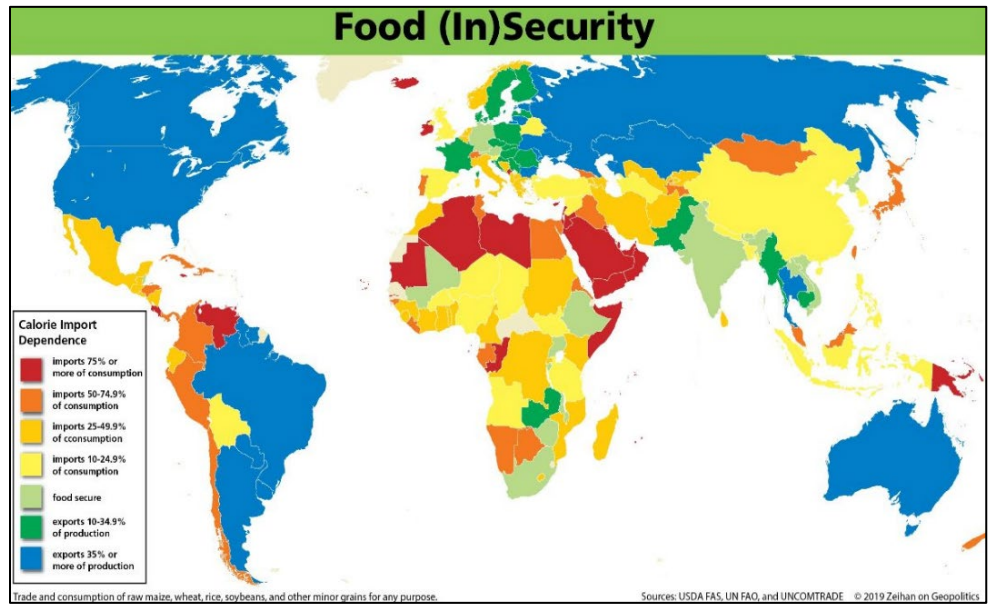 Food (In)Security
Calorie Import
Dependence
imports 75% or
more of consumption
imports 50-74.9%
of consumption
imports 25-49.9%
of consumption
imports 10-24.9%
of consumption
food secure
exports 10-34.9%
of production
exports 35% or
more of production
Trade and consumption of raw maize, wheat, rice, soybeans, and other minor grains for any purpose.
Sources: USDA FAS, UN FAO, and UNCOMTRADE © 2019 Zeihan on Geopolitics